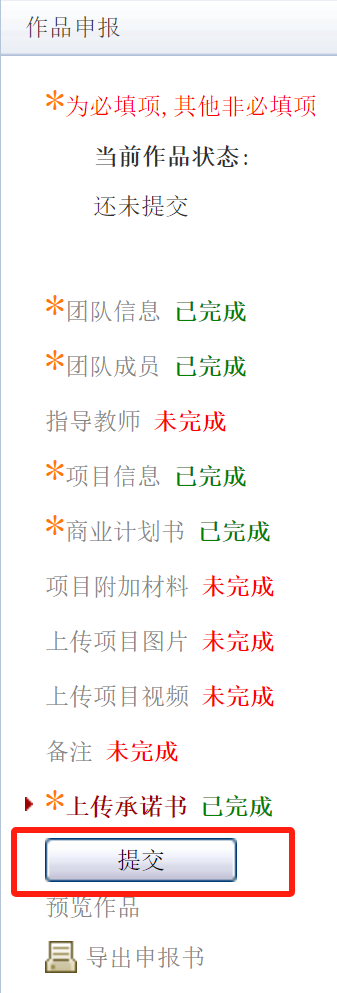 作品申报
*为必填项,其他非必填项
当前作品状态:
还未提交
*团队信息 已完成
*团队成员 已完成
指导教师 未完成
*项目信息 已完成
*商业计划书 已完成
项目附加材料 未完成
上传项目图片 未完成
上传项目视频 未完成
备注 未完成
*上传承诺书 已完成
提交
预览作品
导出申报书